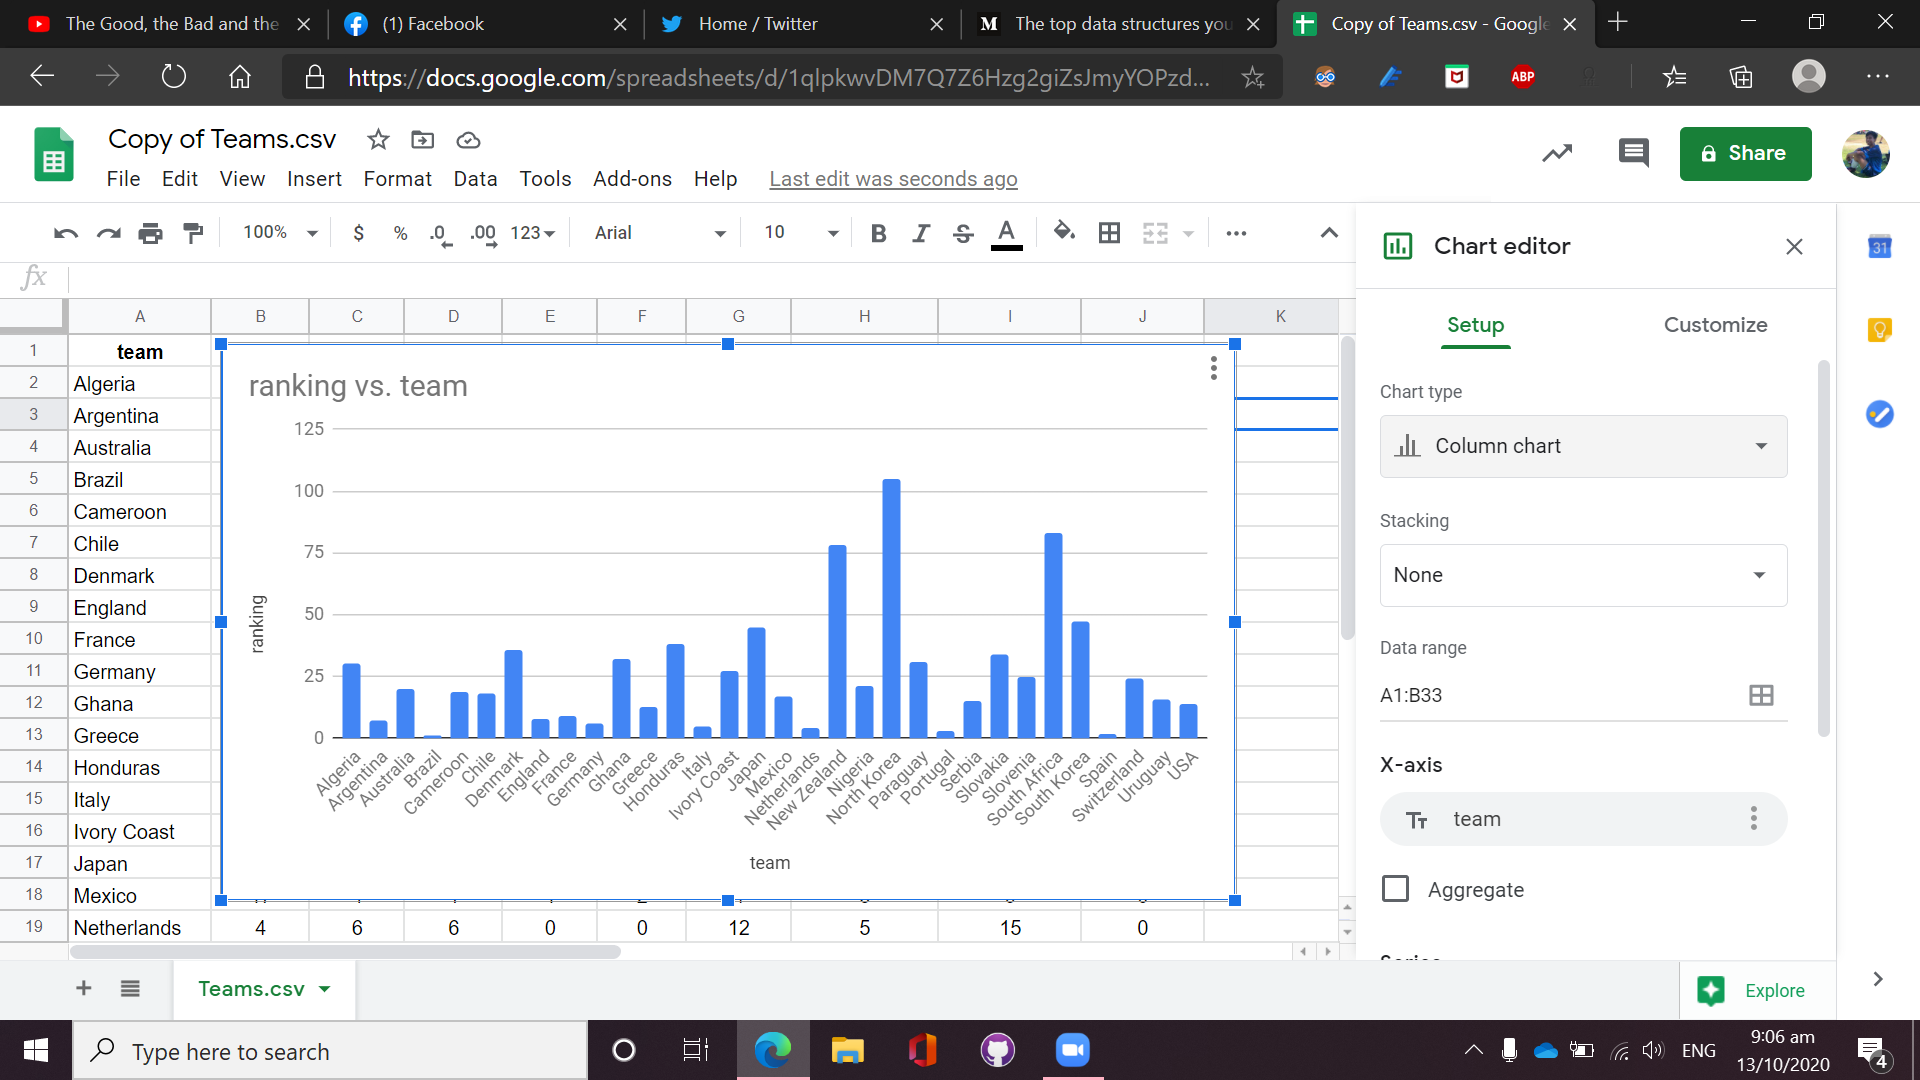 The Good, the Bad and the
(1) Facebook
Home / Twitter
M The top data structures you
Copy of Teams.csv - Google
https://docs.google.com/spreadsheets/d/1qlpkwvDM7Q7Z6Hzg2giZsJmyYOPzd...
ABP
Copy of Teams.csv
File Edit View Insert Format Data Tools Add-ons Help Last edit was seconds ago
Share
100% $ % .0 .00 123 Arial 10 B I S A
fx
A B C D E F G H I J K
1 team
2 Algeria
3 Argentina
4 Australia
5 Brazil
6 Cameroon
7 Chile
8 Denmark
9 England
10 France
11 Germany
12 Ghana
13 Greece
14 Honduras
15 Italy
16 Ivory Coast
17 Japan
18 Mexico
19 Netherlands 4 6 6 0 0 12 5 15 0
ranking vs. team
125
100
75
50
25
0
ranking
Algeria
Argentina
Australia
Brazil
Cameroon
Chile
Denmark
England
France
Germany
Ghana
Greece
Honduras
Italy
Ivory Coast
Japan
Mexico
Netherlands
New Zealand
Nigeria
North Korea
Paraguay
Portugal
Serbia
Slovakia
Slovenia
South Africa
South Korea
Spain
Switzerland
Uruguay
USA
team
Chart editor
Setup Customize
Chart type
Column chart
Stacking
None
Data range
A1:B33
X-axis
Tт team
Aggregate
Series
31
Teams.csv
Explore
Type here to search
ENG
9:06 am
13/10/2020
4